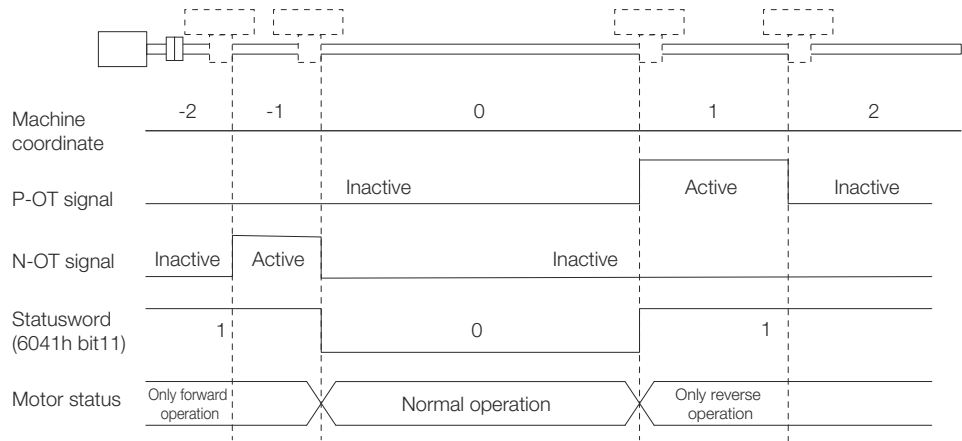 Machine
coordinate
-2 -1 0 1 2
P-OT signal
Inactive Active Inactive
N-OT signal
Inactive Active Inactive
Statusword
(6041h bit11)
1 0 1
Motor status
Only forward
operation
Normal operation
Only reverse
operation